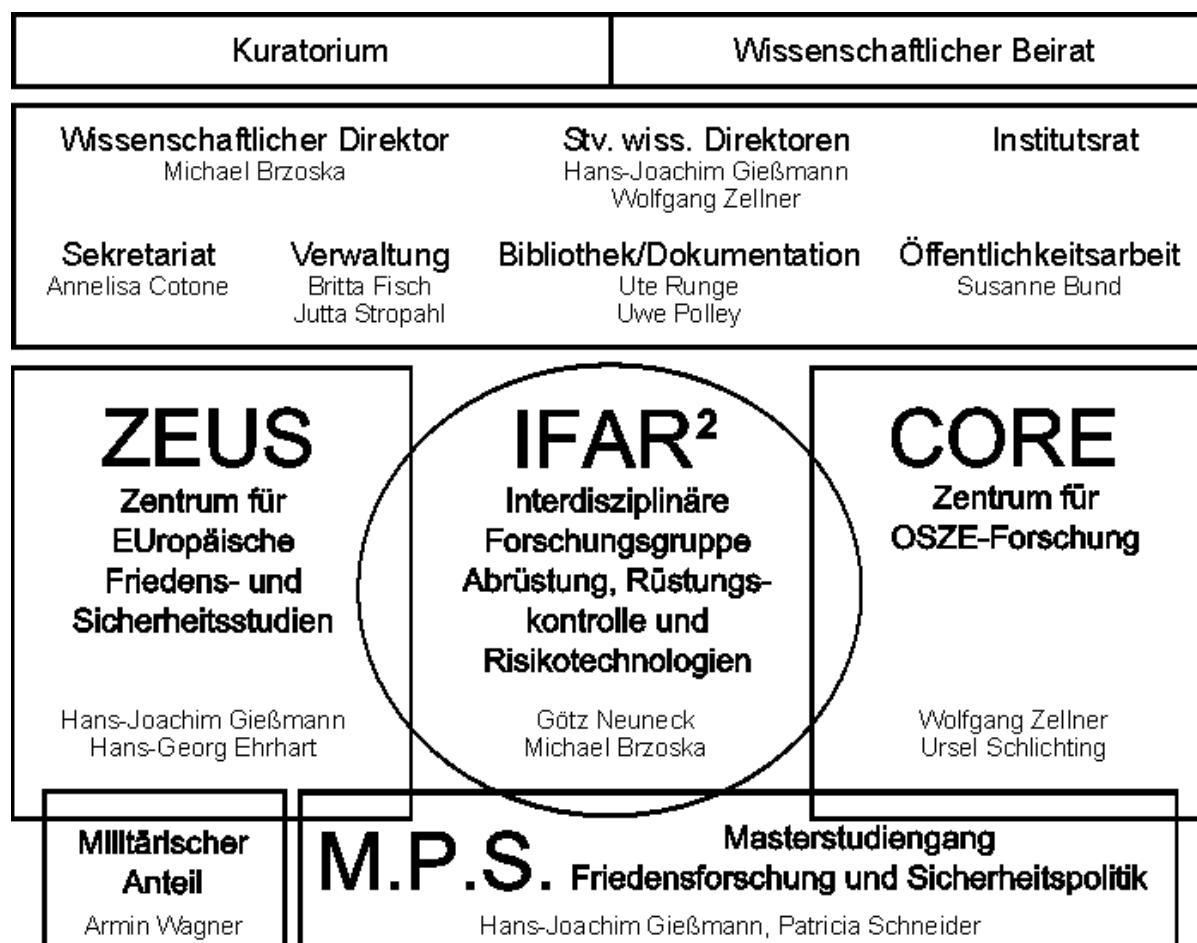 Kuratorium
Wissenschaftlicher Beirat
Wissenschaftlicher Direktor
Michael Brzoska
Stv. wiss. Direktoren
Hans-Joachim Gießmann
Wolfgang Zellner
Institutsrat
Sekretariat
Annelisa Cotone
Verwaltung
Britta Fisch
Jutta Stropahl
Bibliothek/Dokumentation
Ute Runge
Uwe Polley
Öffentlichkeitsarbeit
Susanne Bund
ZEUS
Zentrum für
EUropäische
Friedens- und
Sicherheitsstudien
Hans-Joachim Gießmann
Hans-Georg Ehrhart
IFAR²
Interdisziplinäre
Forschungsgruppe
Abrüstung, Rüstungs-
kontrolle und
Risikotechnologien
Götz Neuneck
Michael Brzoska
CORE
Zentrum für
OSZE-Forschung
Wolfgang Zellner
Ursel Schlichting
Militärischer
Anteil
Armin Wagner
M.P.S.
Masterstudiengang
Friedensforschung und Sicherheitspolitik
Hans-Joachim Gießmann, Patricia Schneider